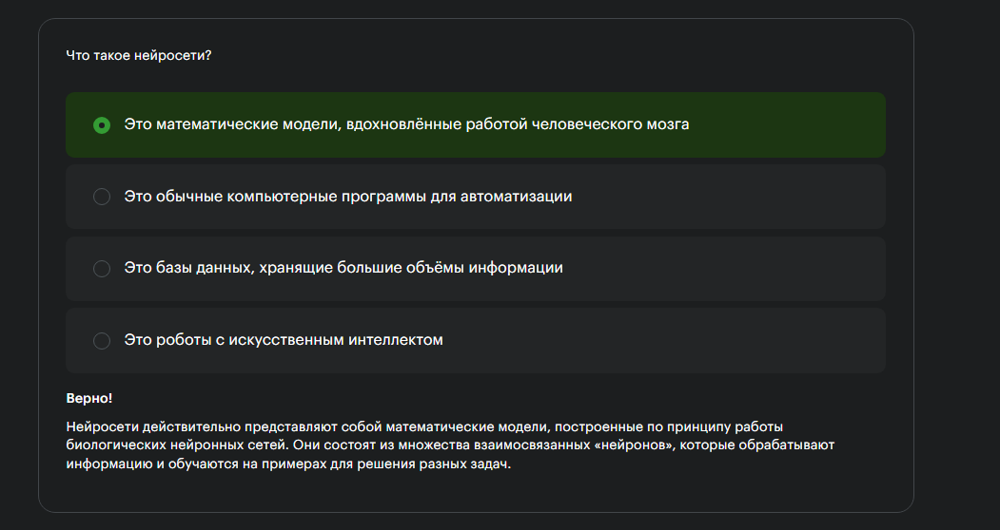 Что такое нейросети?
Это математические модели, вдохновлённые работой человеческого мозга
Это обычные компьютерные программы для автоматизации
Это базы данных, хранящие большие объёмы информации
Это роботы с искусственным интеллектом
Верно!
Нейросети действительно представляют собой математические модели, построенные по принципу работы
биологических нейронных сетей. Они состоят из множества взаимосвязанных «нейронов», которые обрабатывают
информацию и обучаются на примерах для решения разных задач.